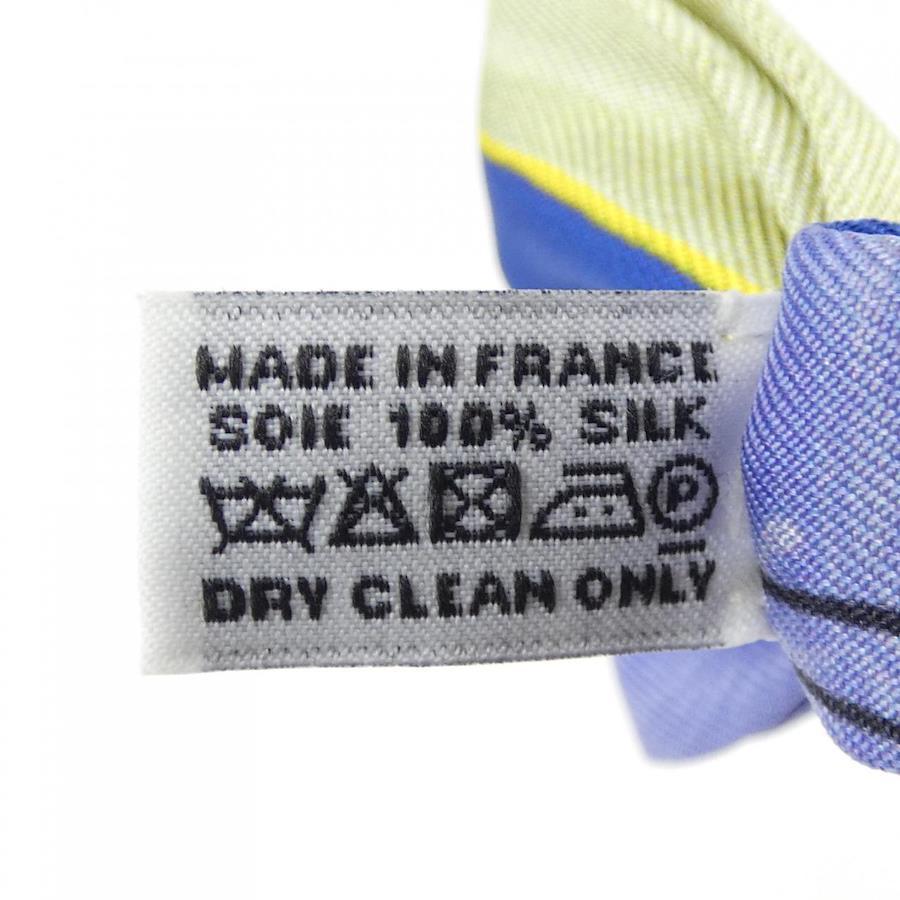 MADE IN FRANCE
SOIE 100% SILK
P
DRY CLEAN ONLY